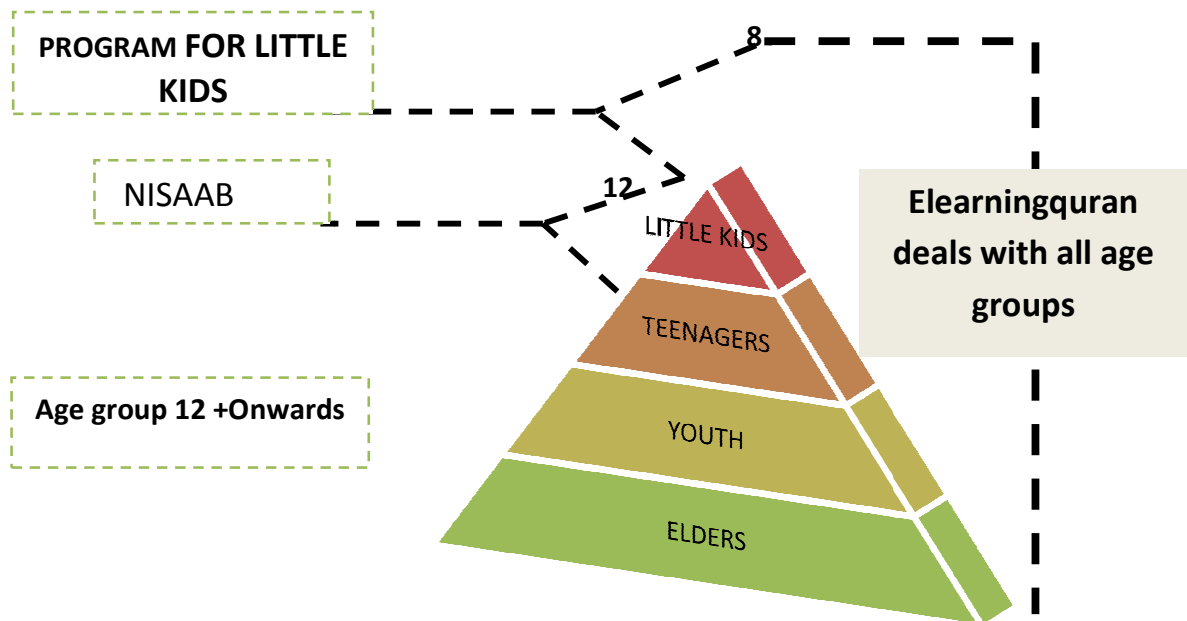 PROGRAM FOR LITTLE
KIDS
8
NISAAB
12
LITTLE KIDS
Elearningquran
deals with all age
groups
TEENAGERS
Age group 12 +Onwards
YOUTH
ELDERS